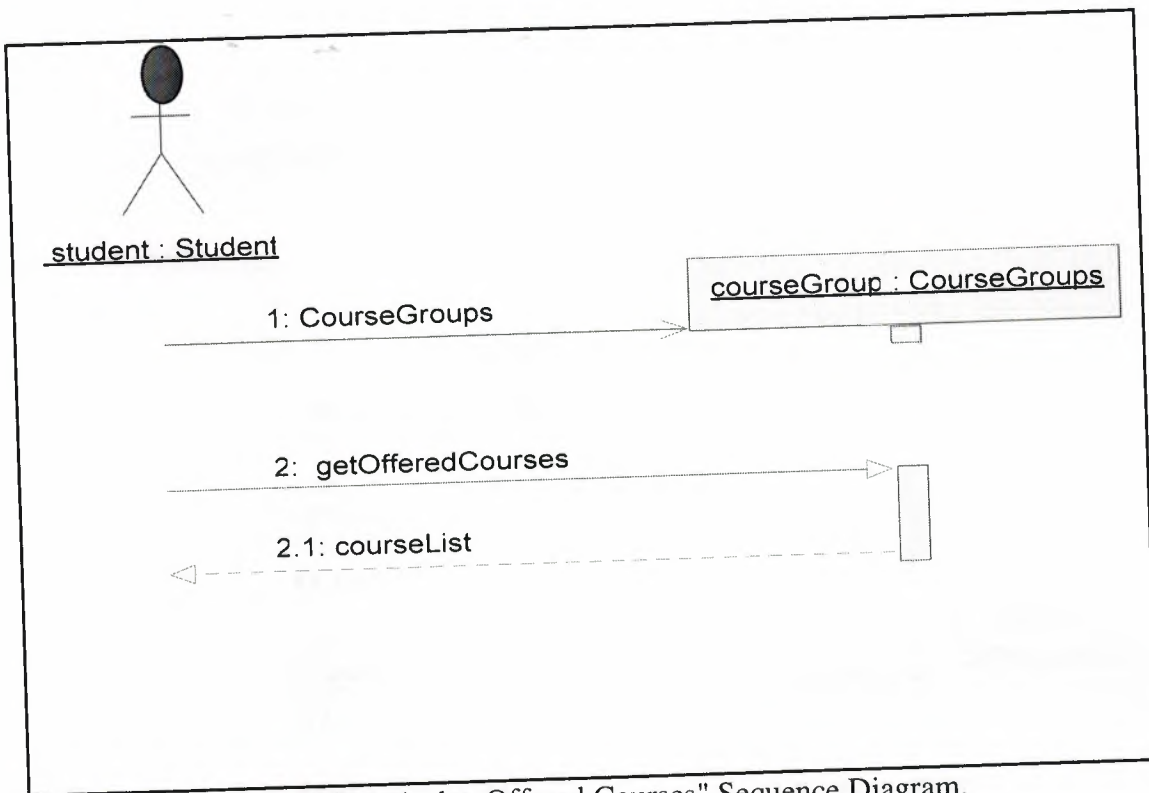 student : Student
courseGroup : CourseGroups
1: CourseGroups
2: getOfferedCourses
2.1: courseList
Offered Courses" Sequence Diagram.